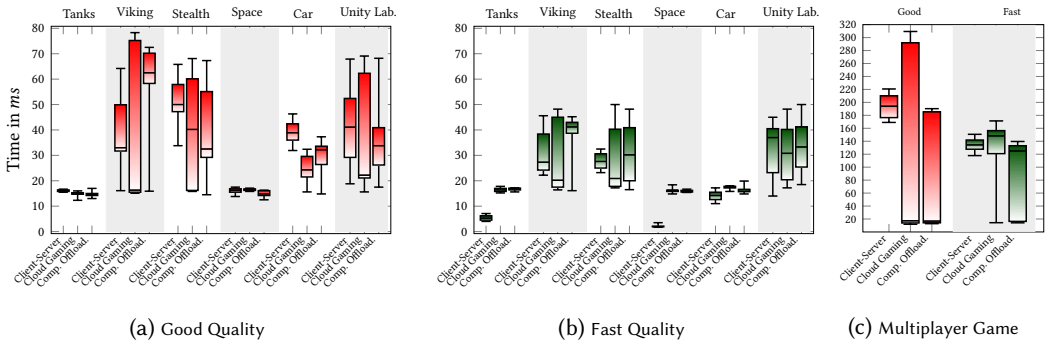 Tanks Viking Stealth Space Car Unity Lab.
80
70
60
50
40
30
20
10
0
Time in ms
Client-Server
Cloud Gaming
Comp. Offload.
Client-Server
Cloud Gaming
Comp. Offload.
Client-Server
Cloud Gaming
Comp. Offload.
Client-Server
Cloud Gaming
Comp. Offload.
Client-Server
Cloud Gaming
Comp. Offload.
Client-Server
Cloud Gaming
Comp. Offload.
(a) Good Quality
Tanks Viking Stealth Space Car Unity Lab.
80
70
60
50
40
30
20
10
0
Client-Server
Cloud Gaming
Comp. Offload.
Client-Server
Cloud Gaming
Comp. Offload.
Client-Server
Cloud Gaming
Comp. Offload.
Client-Server
Cloud Gaming
Comp. Offload.
Client-Server
Cloud Gaming
Comp. Offload.
Client-Server
Cloud Gaming
Comp. Offload.
(b) Fast Quality
Good Fast
320
300
280
260
240
220
200
180
160
140
120
100
80
60
40
20
Client-Server
Cloud Gaming
Comp. Offload.
Client-Server
Cloud Gaming
Comp. Offload.
(c) Multiplayer Game